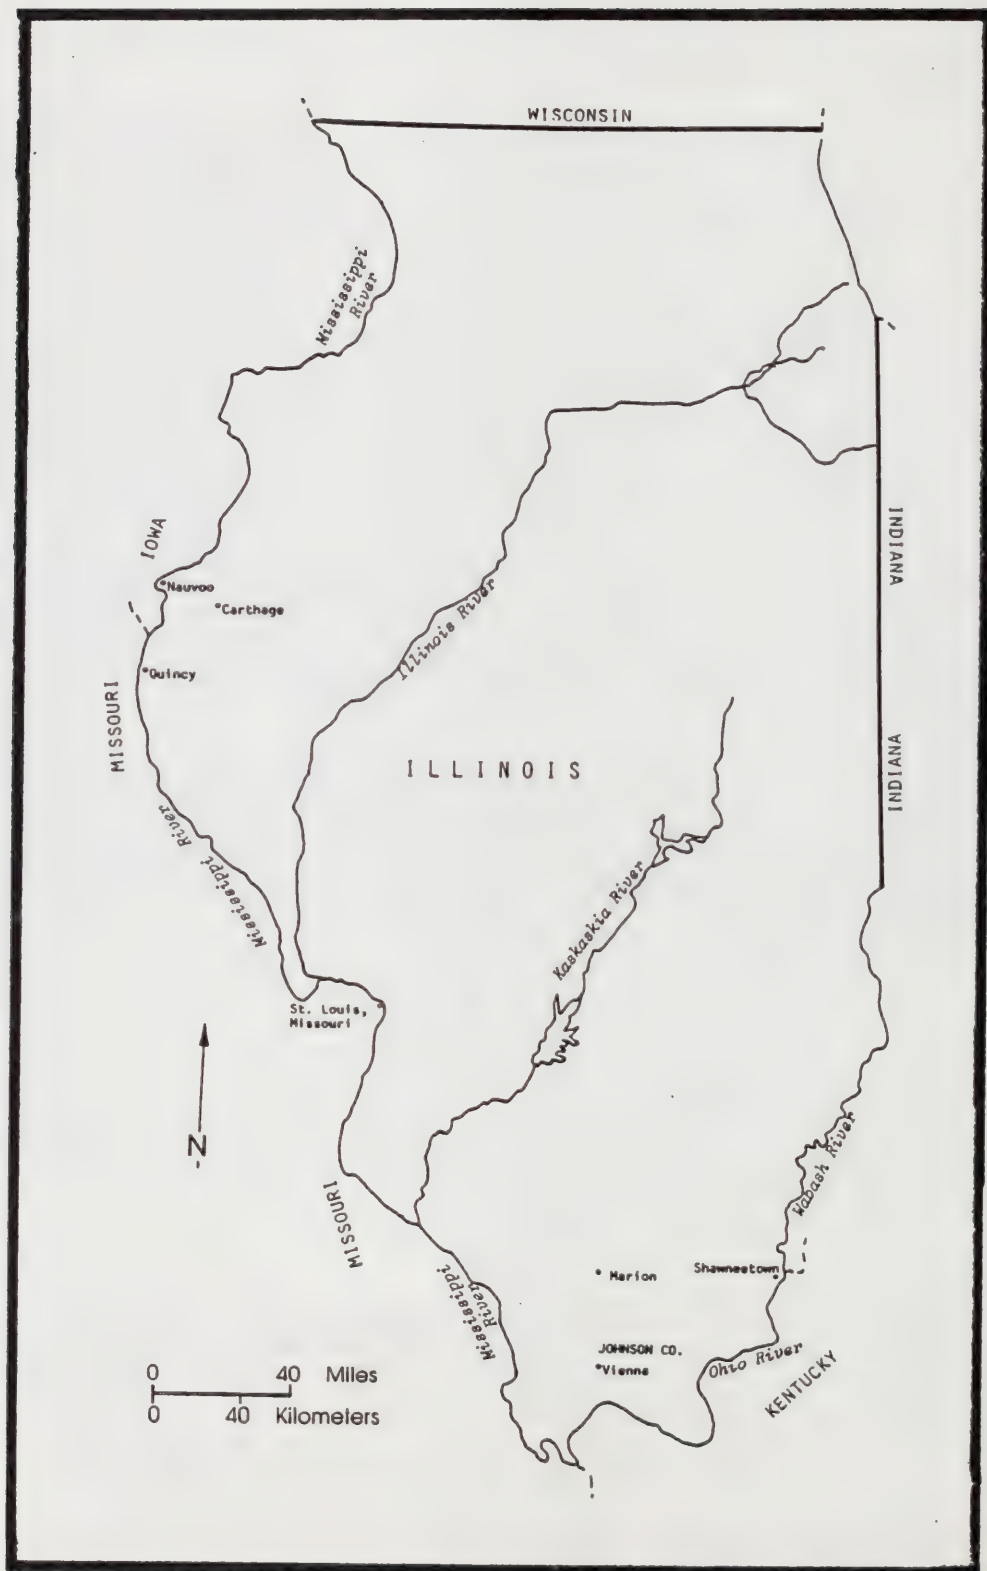 WISCONSIN
Mississippi
River
IOWA
Nauvoo
Carthage
Illinois River
INDIANA
MISSOURI
Quincy
ILLINOIS
INDIANA
Mississippi River
Kaskaskia River
St. Louis,
Missouri
N
Wabash River
MISSOURI
Marion
Shawneetown
Mississippi
River
JOHNSON CO.
Vienna
Ohio River
KENTUCKY
0 40 Miles
0 40 Kilometers